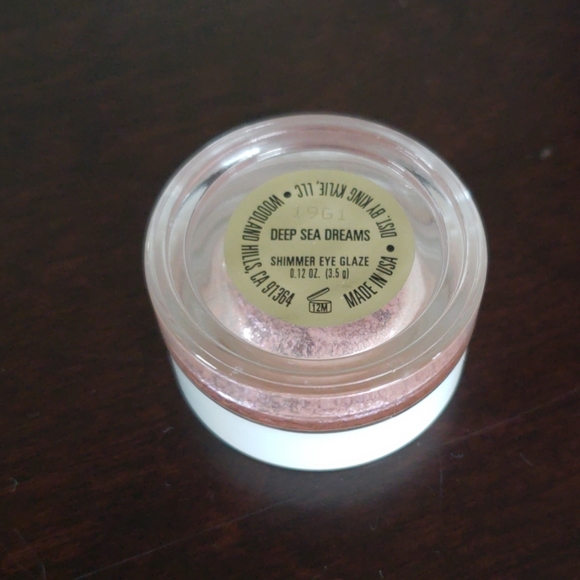 19G1
DEEP SEA DREAMS
SHIMMER EYE GLAZE
0.12 OZ. (3.5 g)
12M
DIST. BY KING KYLIE, LLC • WOODLAND HILLS, CA 91364
MADE IN USA •